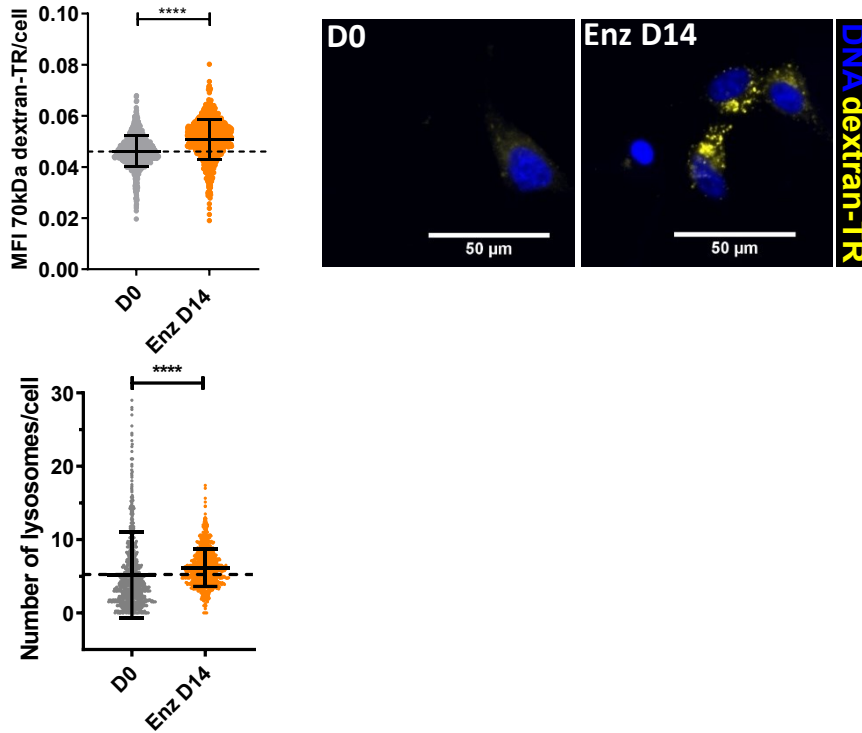 ****
MFI 70kDa dextran-TR/cell
0.10
0.08
0.06
0.04
0.02
0.00
D0
Enz D14
D0
50 µm
Enz D14
50 µm
DNA dextran-TR
****
Number of lysosomes/cell
30
20
10
0
D0
Enz D14